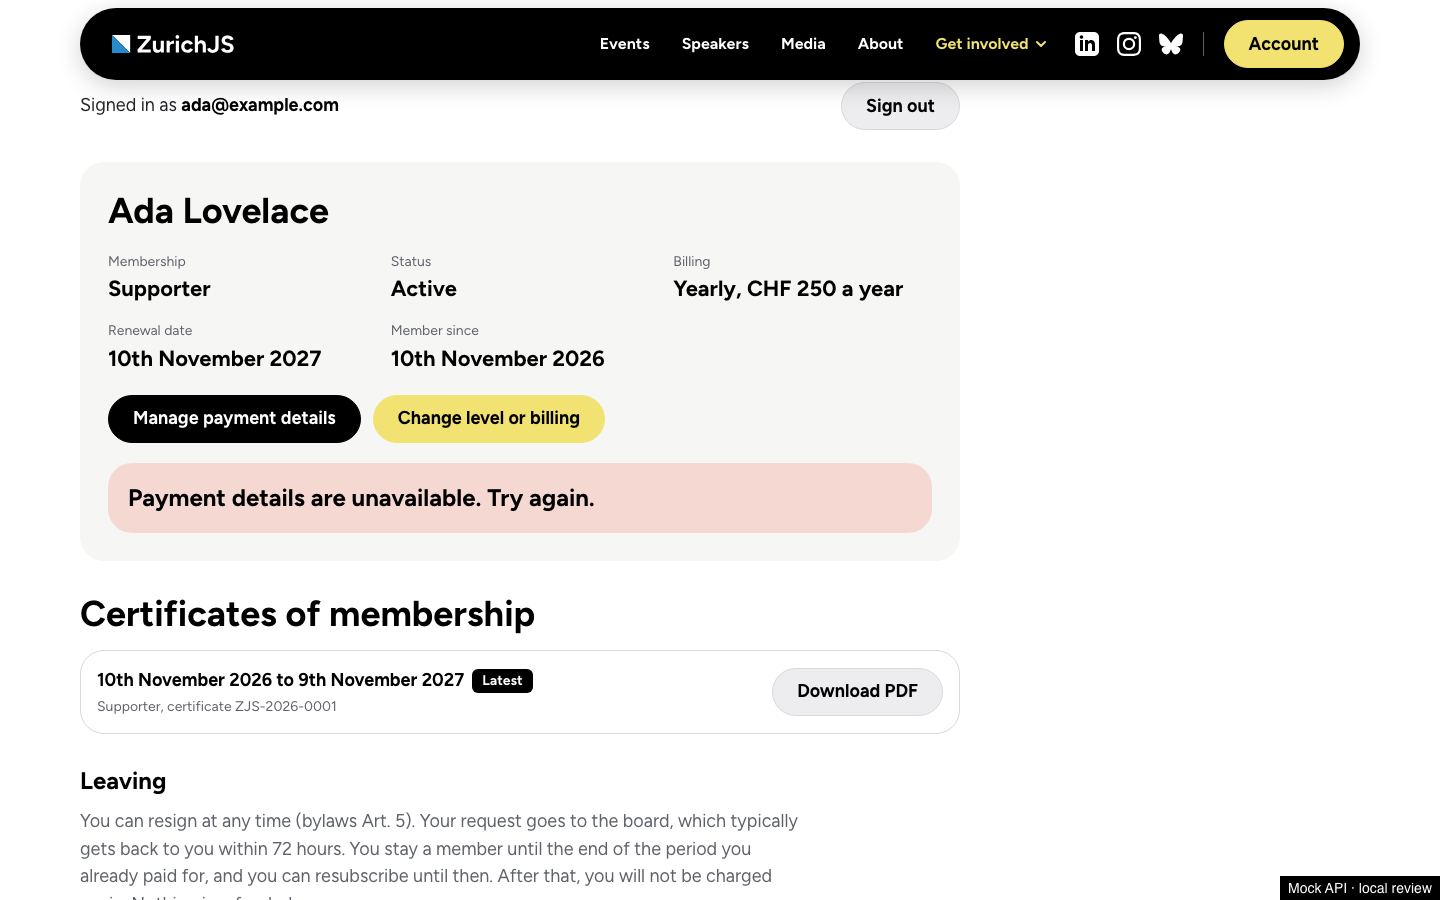 ZurichJS
Events
Speakers
Media
About
Get involved
Account
Signed in as ada@example.com
Sign out
Ada Lovelace
Membership
Status
Billing
Supporter
Active
Yearly, CHF 250 a year
Renewal date
Member since
10th November 2027
10th November 2026
Manage payment details
Change level or billing
Payment details are unavailable. Try again.
Certificates of membership
10th November 2026 to 9th November 2027 Latest
Supporter, certificate ZJS-2026-0001
Download PDF
Leaving
You can resign at any time (bylaws Art. 5). Your request goes to the board, which typically
gets back to you within 72 hours. You stay a member until the end of the period you
already paid for, and you can resubscribe until then. After that, you will not be charged
Mock API · local review